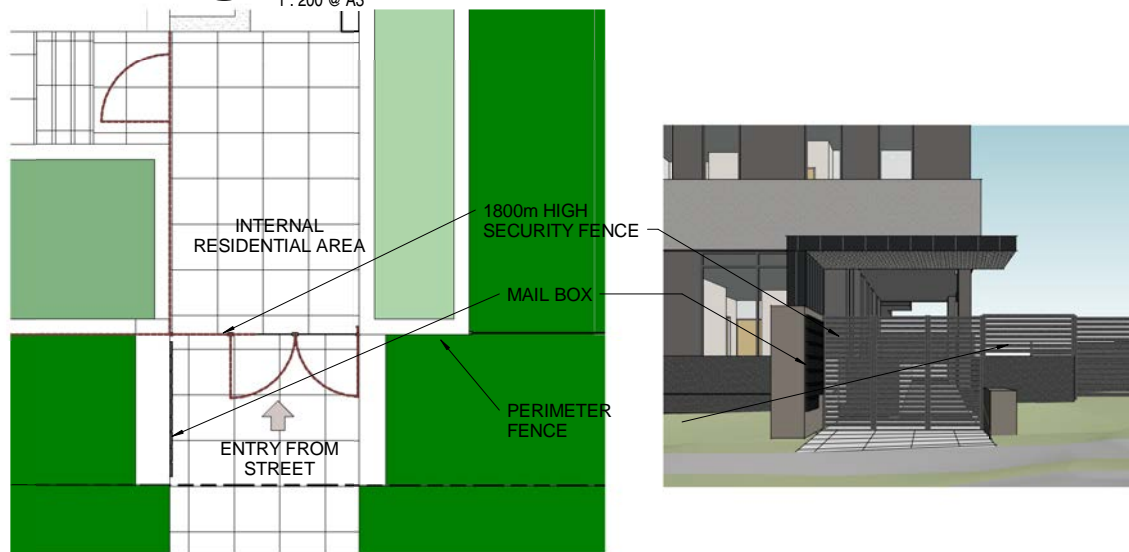 1 : 200 @ A3
INTERNAL
RESIDENTIAL AREA
1800m HIGH
SECURITY FENCE
MAIL BOX
PERIMETER
FENCE
ENTRY FROM
STREET